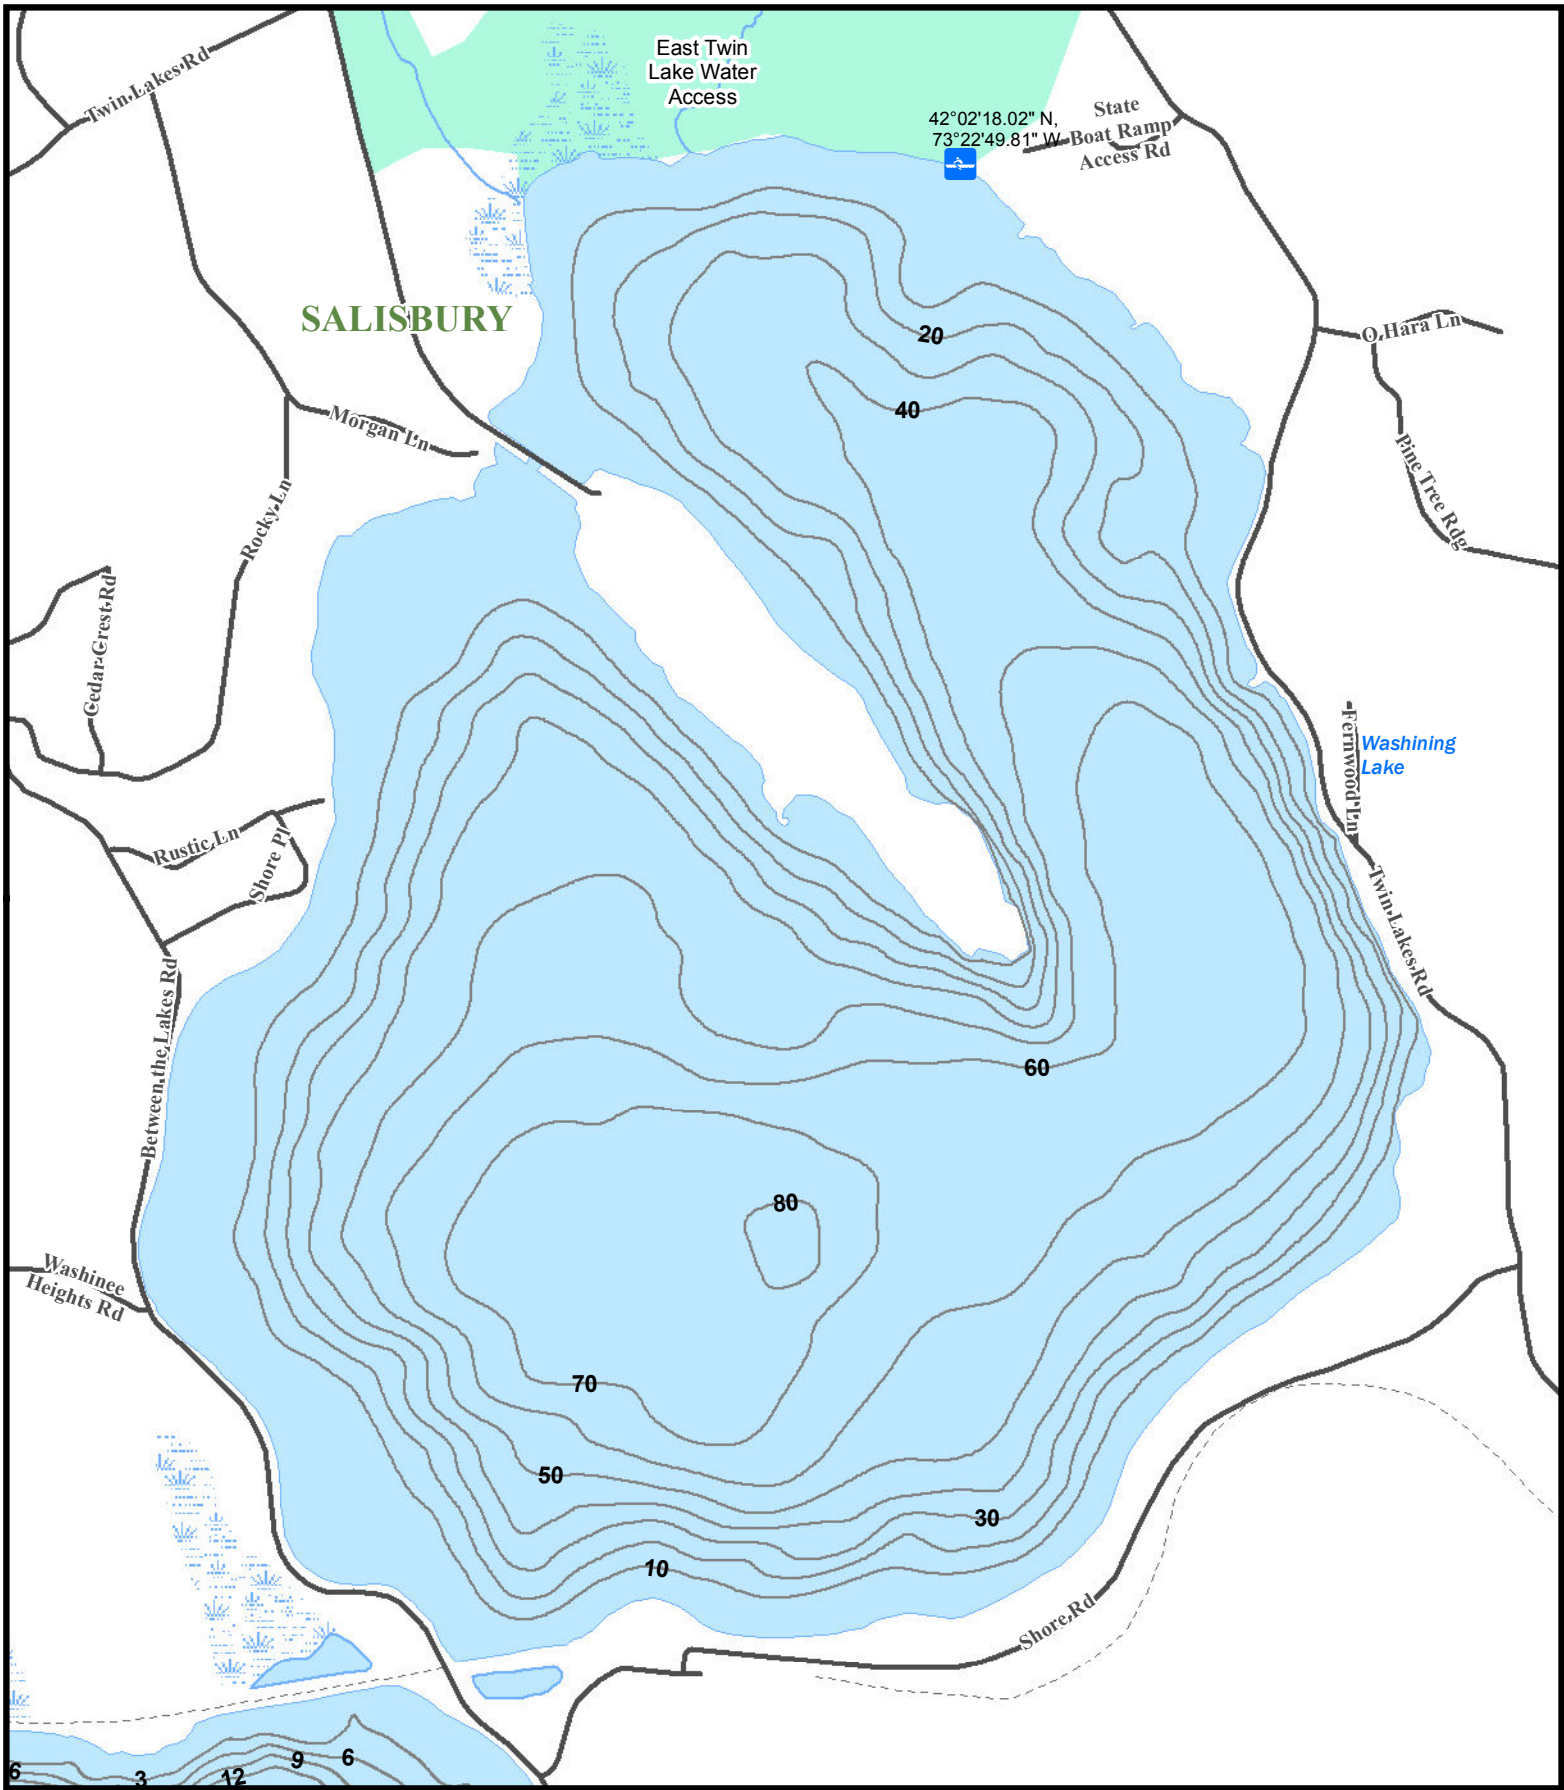 East Twin
Lake Water
Access
Twin Lakes Rd
42°02'18.02" N,
73°22'49.81" W
State
Boat Ramp
Access Rd
SALISBURY
20
O Hara Ln
40
Morgan Ln
Pine Tree Rdg
Rocky Ln
Cedar Crest Rd
Fernwood Ln
Washining
Lake
Rustic Ln
Shore Pl
Twin Lakes Rd
Between the Lakes Rd
60
80
Washinee
Heights Rd
70
50
30
10
Shore Rd
9
6
6
3
12